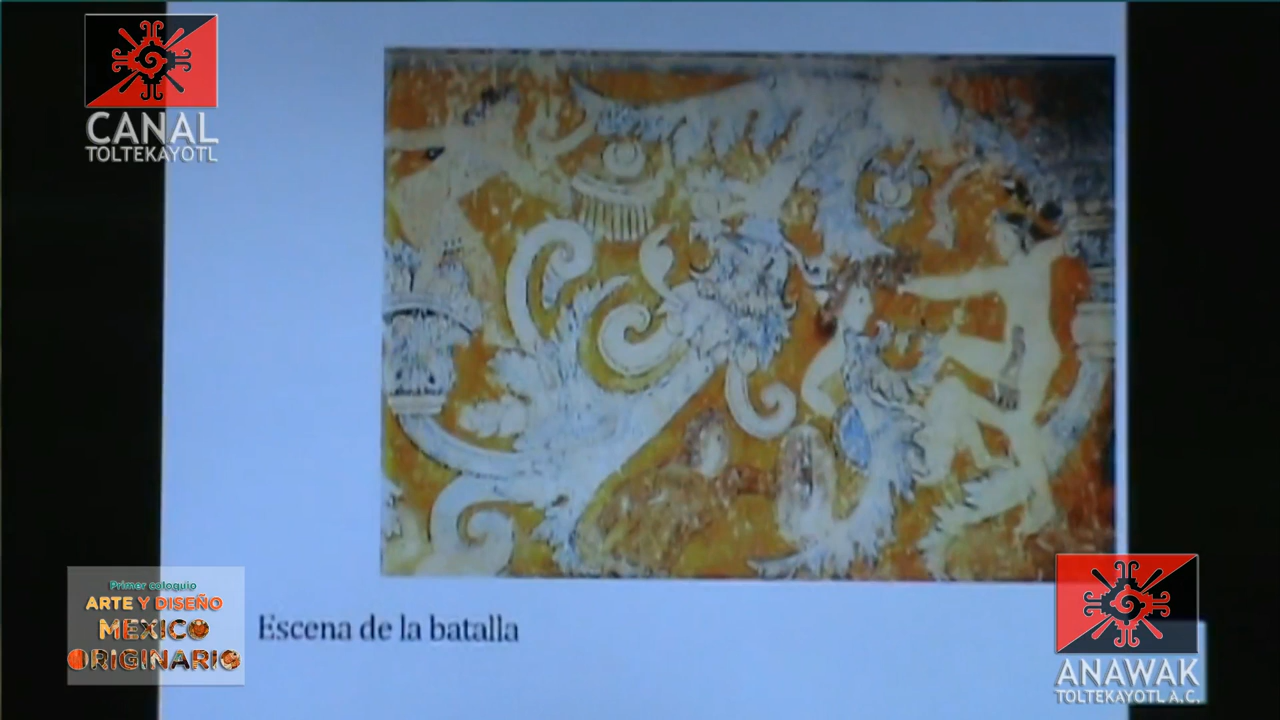 CANAL
TOLTEKAYOTL
Primer coloquio
ARTE Y DISEÑO
MEXICO
ORIGINARIO
Escena de la batalla
ANAWAK
TOLTEKAYOTL A.C.